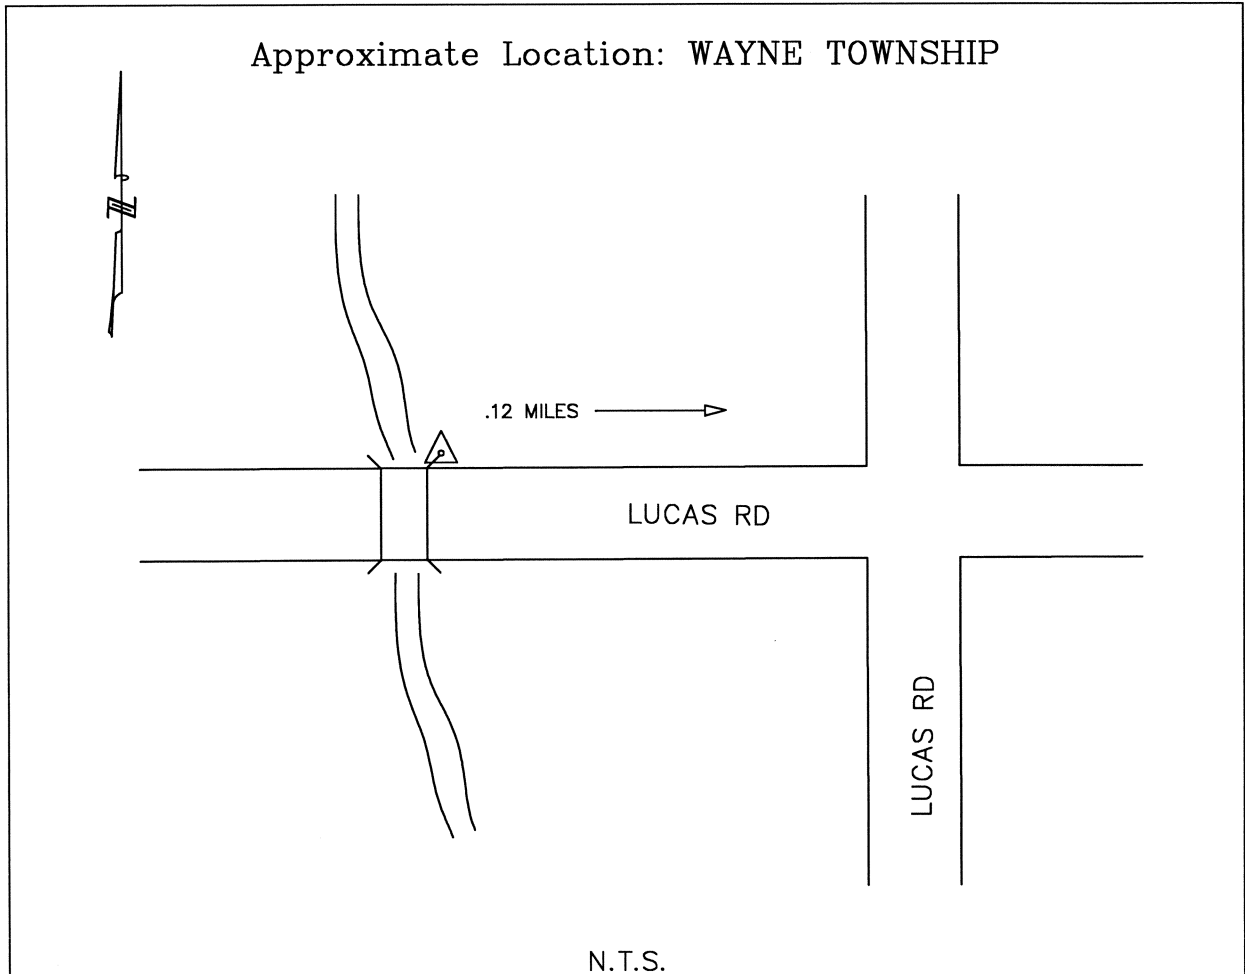 Approximate Location: WAYNE TOWNSHIP
N
.12 MILES
LUCAS RD
LUCAS RD
N.T.S.